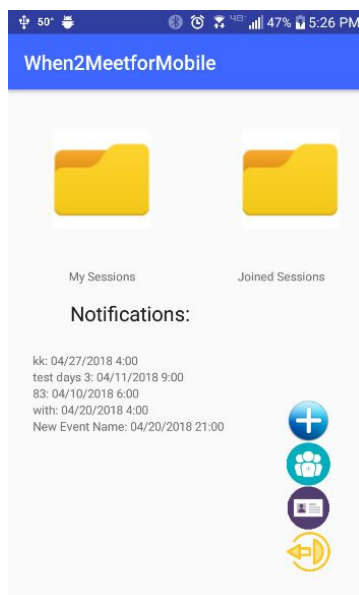 50° 47% 5:26 PM
When2MeetforMobile
My Sessions Joined Sessions
Notifications:
kk: 04/27/2018 4:00
test days 3: 04/11/2018 9:00
83: 04/10/2018 6:00
with: 04/20/2018 4:00
New Event Name: 04/20/2018 21:00